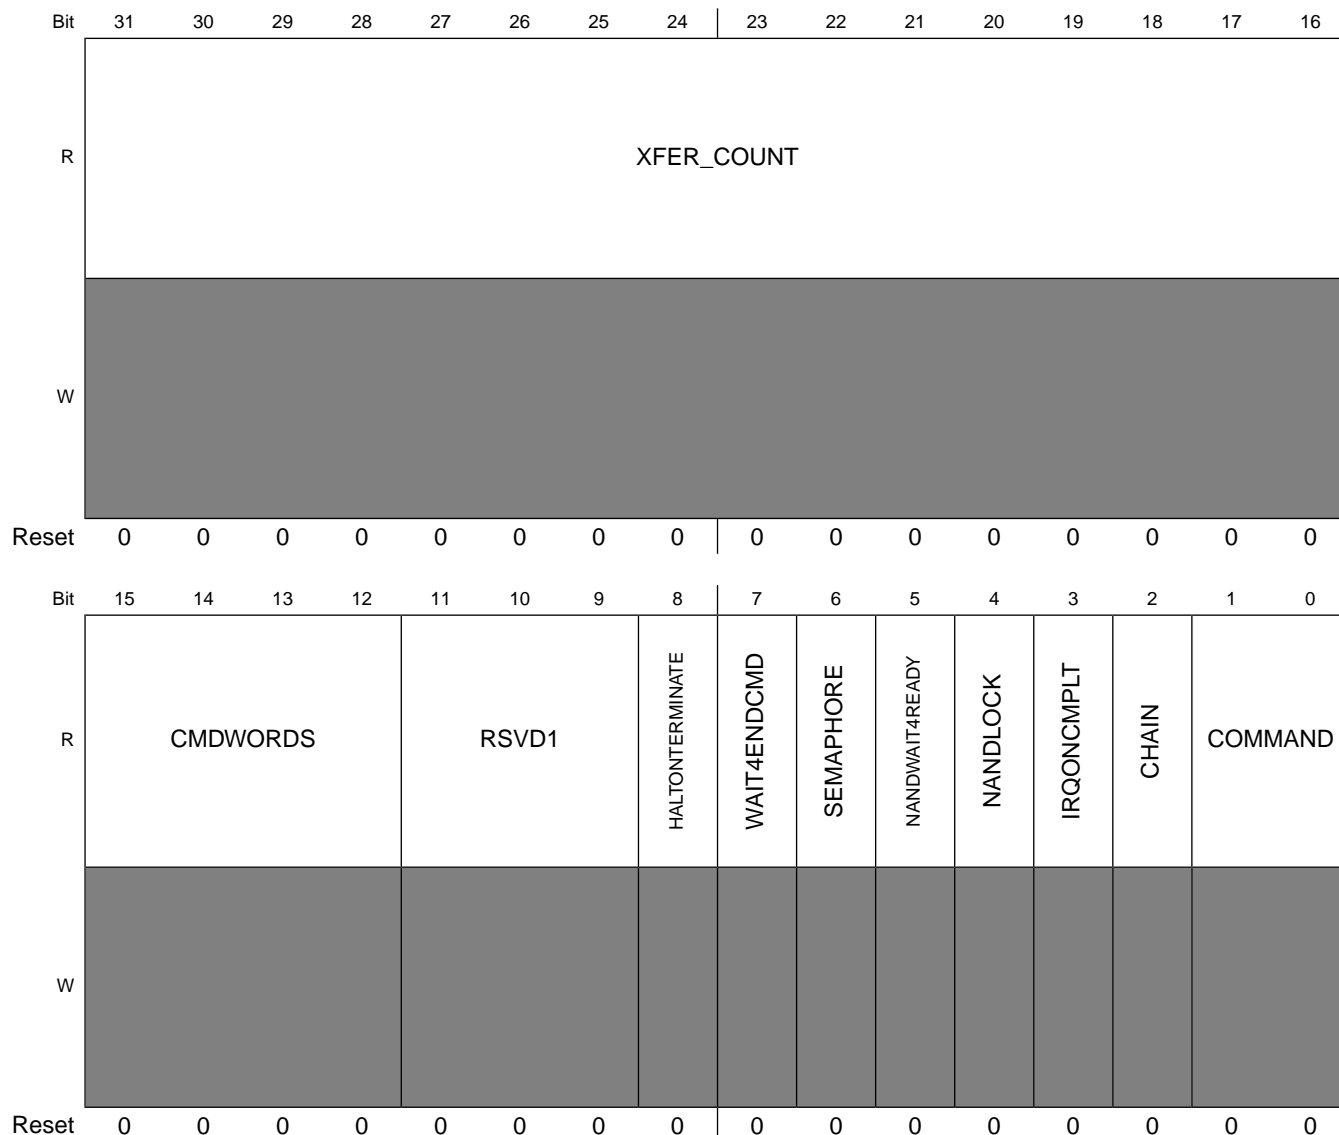 Bit 31 30 29 28 27 26 25 24 23 22 21 20 19 18 17 16
R XFER_COUNT
W
Reset 0 0 0 0 0 0 0 0 0 0 0 0 0 0 0 0
Bit 15 14 13 12 11 10 9 8 7 6 5 4 3 2 1 0
R CMDWORDS RSVD1 HALTONTERMINATE WAIT4ENDCMD SEMAPHORE NANDWAIT4READY NANDLOCK IRQONCMPLT CHAIN COMMAND
W
Reset 0 0 0 0 0 0 0 0 0 0 0 0 0 0 0 0